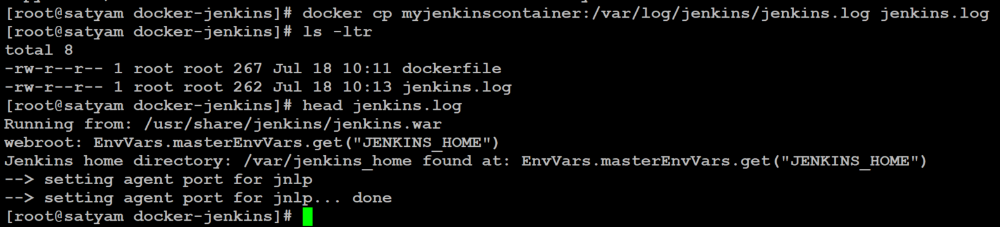 [root@satyam docker-jenkins]# docker cp myjenkinscontainer:/var/log/jenkins/jenkins.log jenkins.log
[root@satyam docker-jenkins]# ls -ltr
total 8
-rw-r--r-- 1 root root 267 Jul 18 10:11 dockerfile
-rw-r--r-- 1 root root 262 Jul 18 10:13 jenkins.log
[root@satyam docker-jenkins]# head jenkins.log
Running from: /usr/share/jenkins/jenkins.war
webroot: EnvVars.masterEnvVars.get("JENKINS_HOME")
Jenkins home directory: /var/jenkins_home found at: EnvVars.masterEnvVars.get("JENKINS_HOME")
--> setting agent port for jnlp
--> setting agent port for jnlp... done
[root@satyam docker-jenkins]#